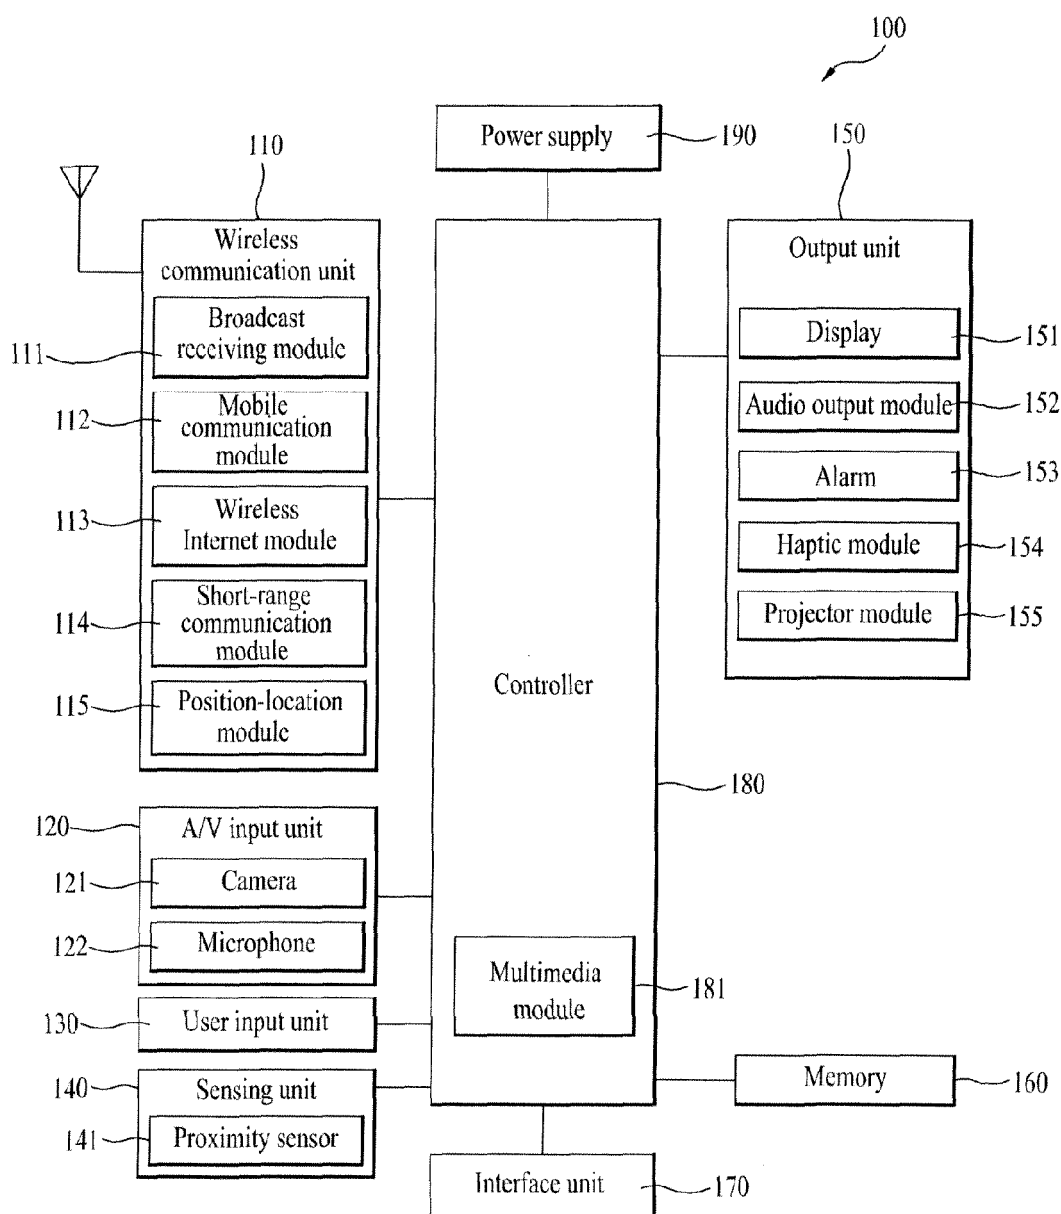 100
Power supply
190
110
150
Wireless
communication unit
Broadcast
receiving module
111
Mobile
communication
module
112
Wireless
Internet module
113
Short-range
communication
module
114
Position-location
module
115
Output unit
Display
151
Audio output module
152
Alarm
153
Haptic module
154
Projector module
155
Controller
180
120
A/V input unit
121
Camera
122
Microphone
Multimedia
module
181
130
User input unit
140
Sensing unit
141
Proximity sensor
Memory
160
Interface unit
170